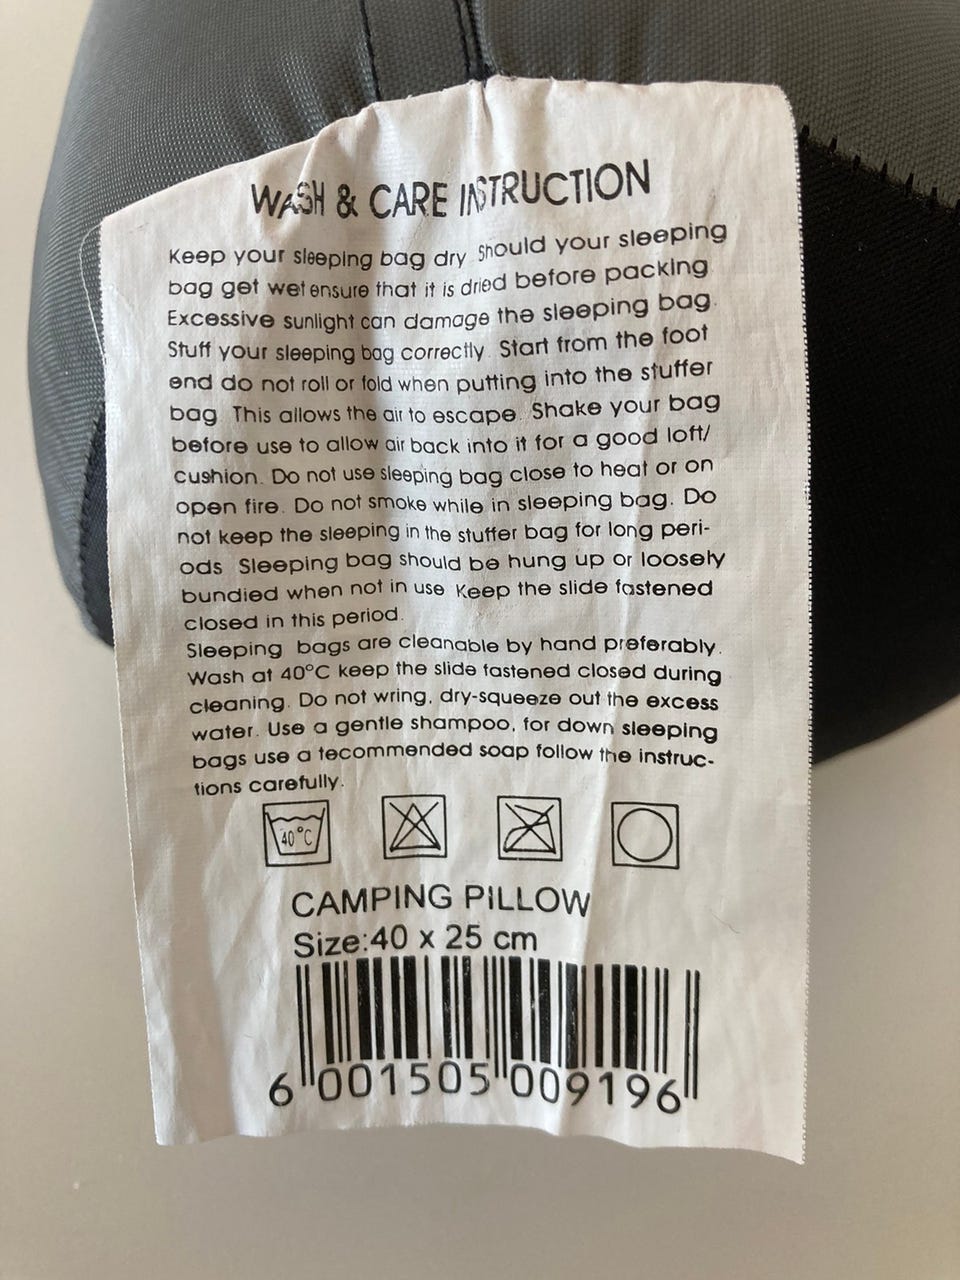 WASH & CARE INSTRUCTION
Keep your sleeping bag dry Should your sleeping
bag get wet ensure that it is dried before packing
Excessive sunlight can damage the sleeping bag.
Stuff your sleeping bag correctly. Start from the foot
end do not roll or fold when putting into the stuffer
bag This allows the air to escape. Shake your bag
before use to allow air back into it for a good loft/
cushion. Do not use sleeping bag close to heat or on
open fire. Do not smoke while in sleeping bag. Do
not keep the sleeping in the stuffer bag for long peri-
ods Sleeping bag should be hung up or loosely
bundied when not in use Keep the slide fastened
closed in this period.
Sleeping bags are cleanable by hand preferably.
Wash at 40°C keep the slide fastened closed during
cleaning. Do not wring, dry-squeeze out the excess
water. Use a gentle shampoo, for down sleeping
bags use a tecommended soap follow the instruc-
tions carefully.
40°C
CAMPING PILLOW
Size:40 x 25 cm
6 001505 009196